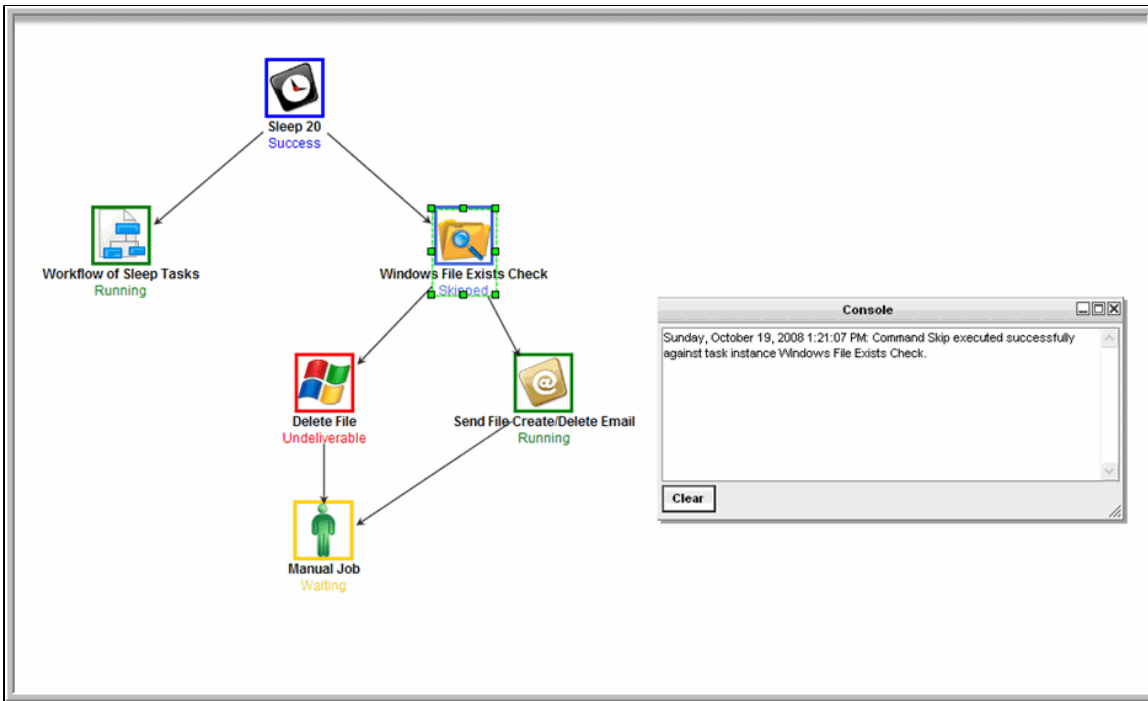 Sleep 20
Success
Workflow of Sleep Tasks
Running
Windows File Exists Check
Skipped
Delete File
Undeliverable
Send File Create/Delete Email
Running
Manual Job
Waiting
Console
Sunday, October 19, 2008 1:21:07 PM: Command Skip executed successfully
against task instance Windows File Exists Check.
Clear